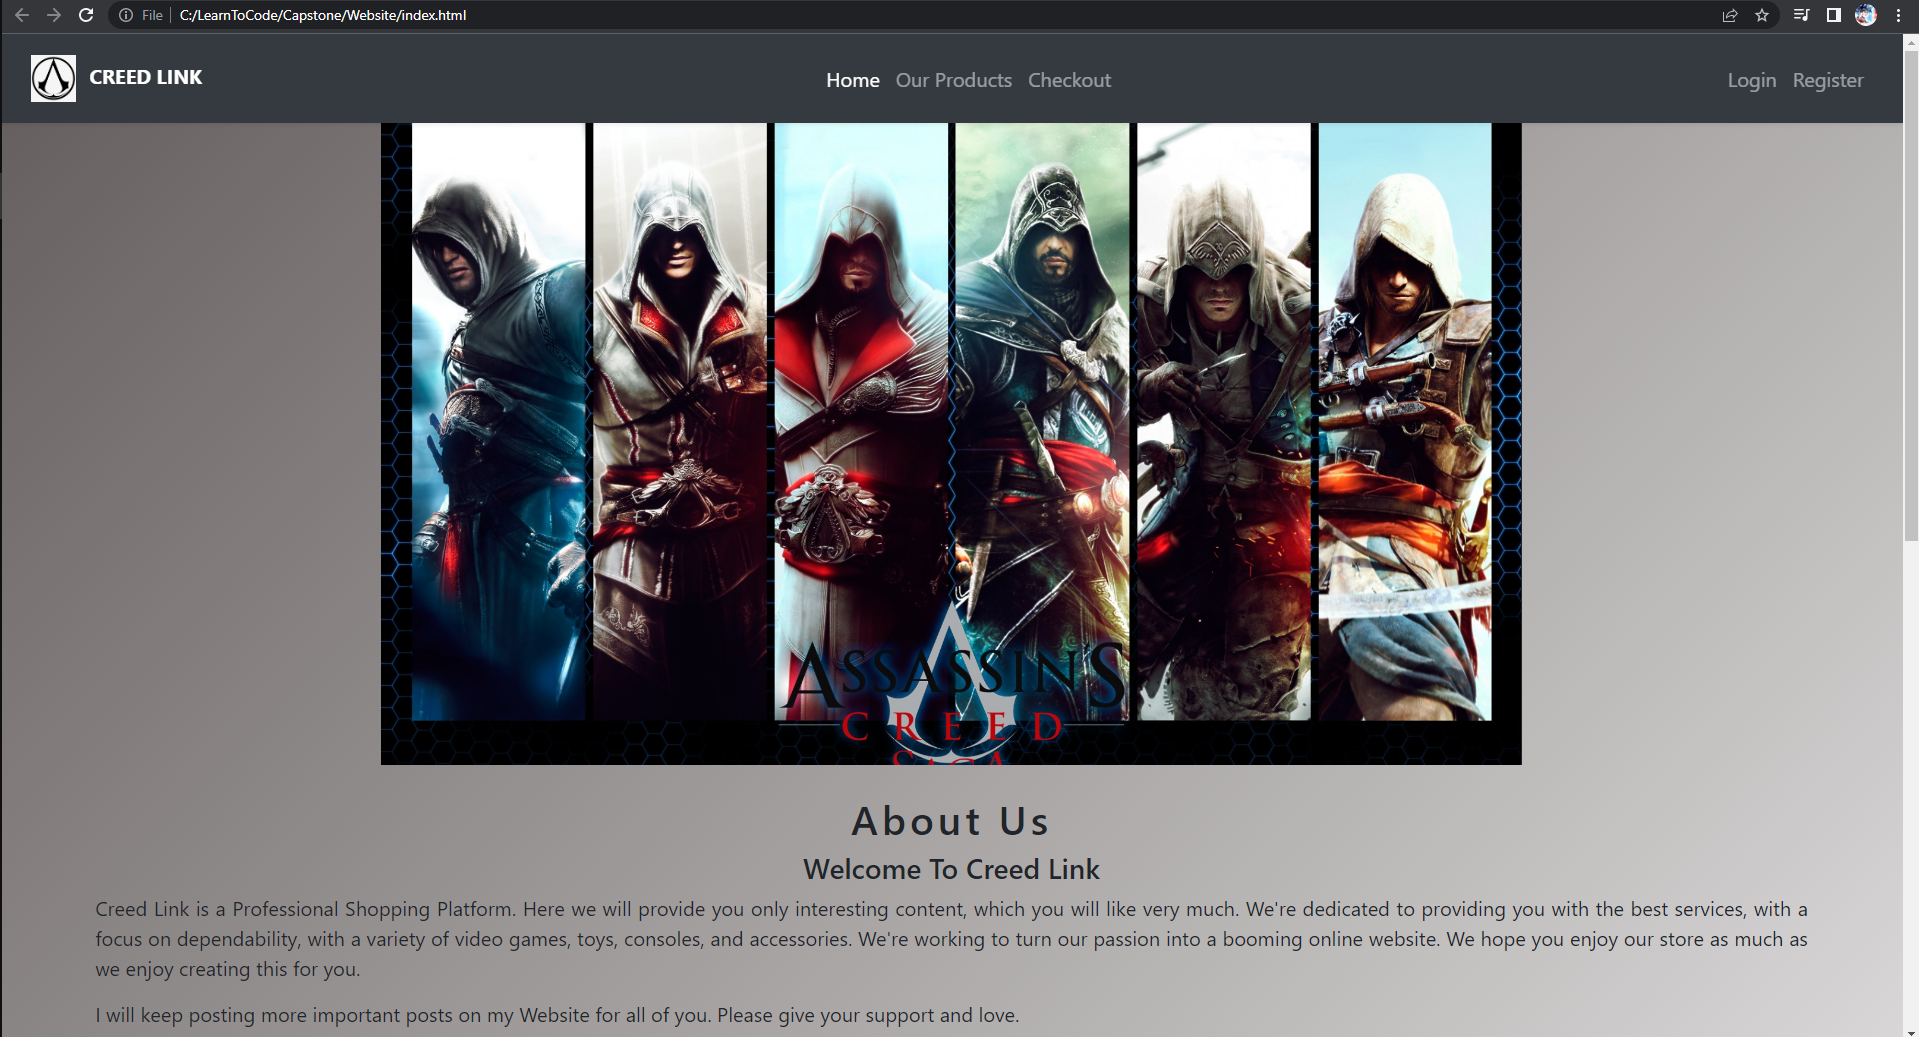 File C:/LearnToCode/Capstone/Website/index.html
CREED LINK Home Our Products Checkout Login Register
ASSASSIN'S
CREED
SAGA
About Us
Welcome To Creed Link
Creed Link is a Professional Shopping Platform. Here we will provide you only interesting content, which you will like very much. We're dedicated to providing you with the best services, with a
focus on dependability, with a variety of video games, toys, consoles, and accessories. We're working to turn our passion into a booming online website. We hope you enjoy our store as much as
we enjoy creating this for you.
I will keep posting more important posts on my Website for all of you. Please give your support and love.